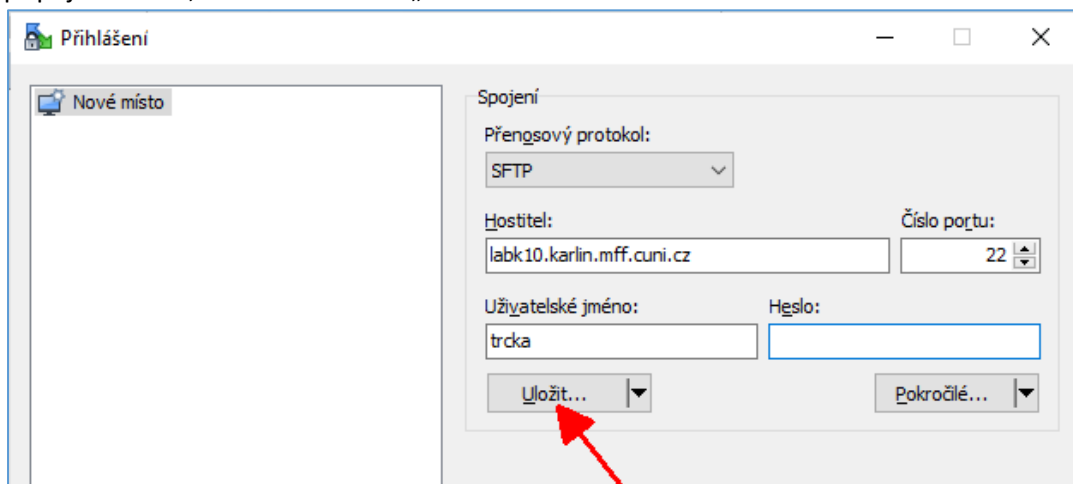 Přihlášení
Nové místo
Spojení
Přenosový protokol:
SFTP
Hostitel:
Číslo portu:
labk10.karlin.mff.cuni.cz
22
Uživatelské jméno:
Heslo:
trcka
Uložit...
Pokročilé...